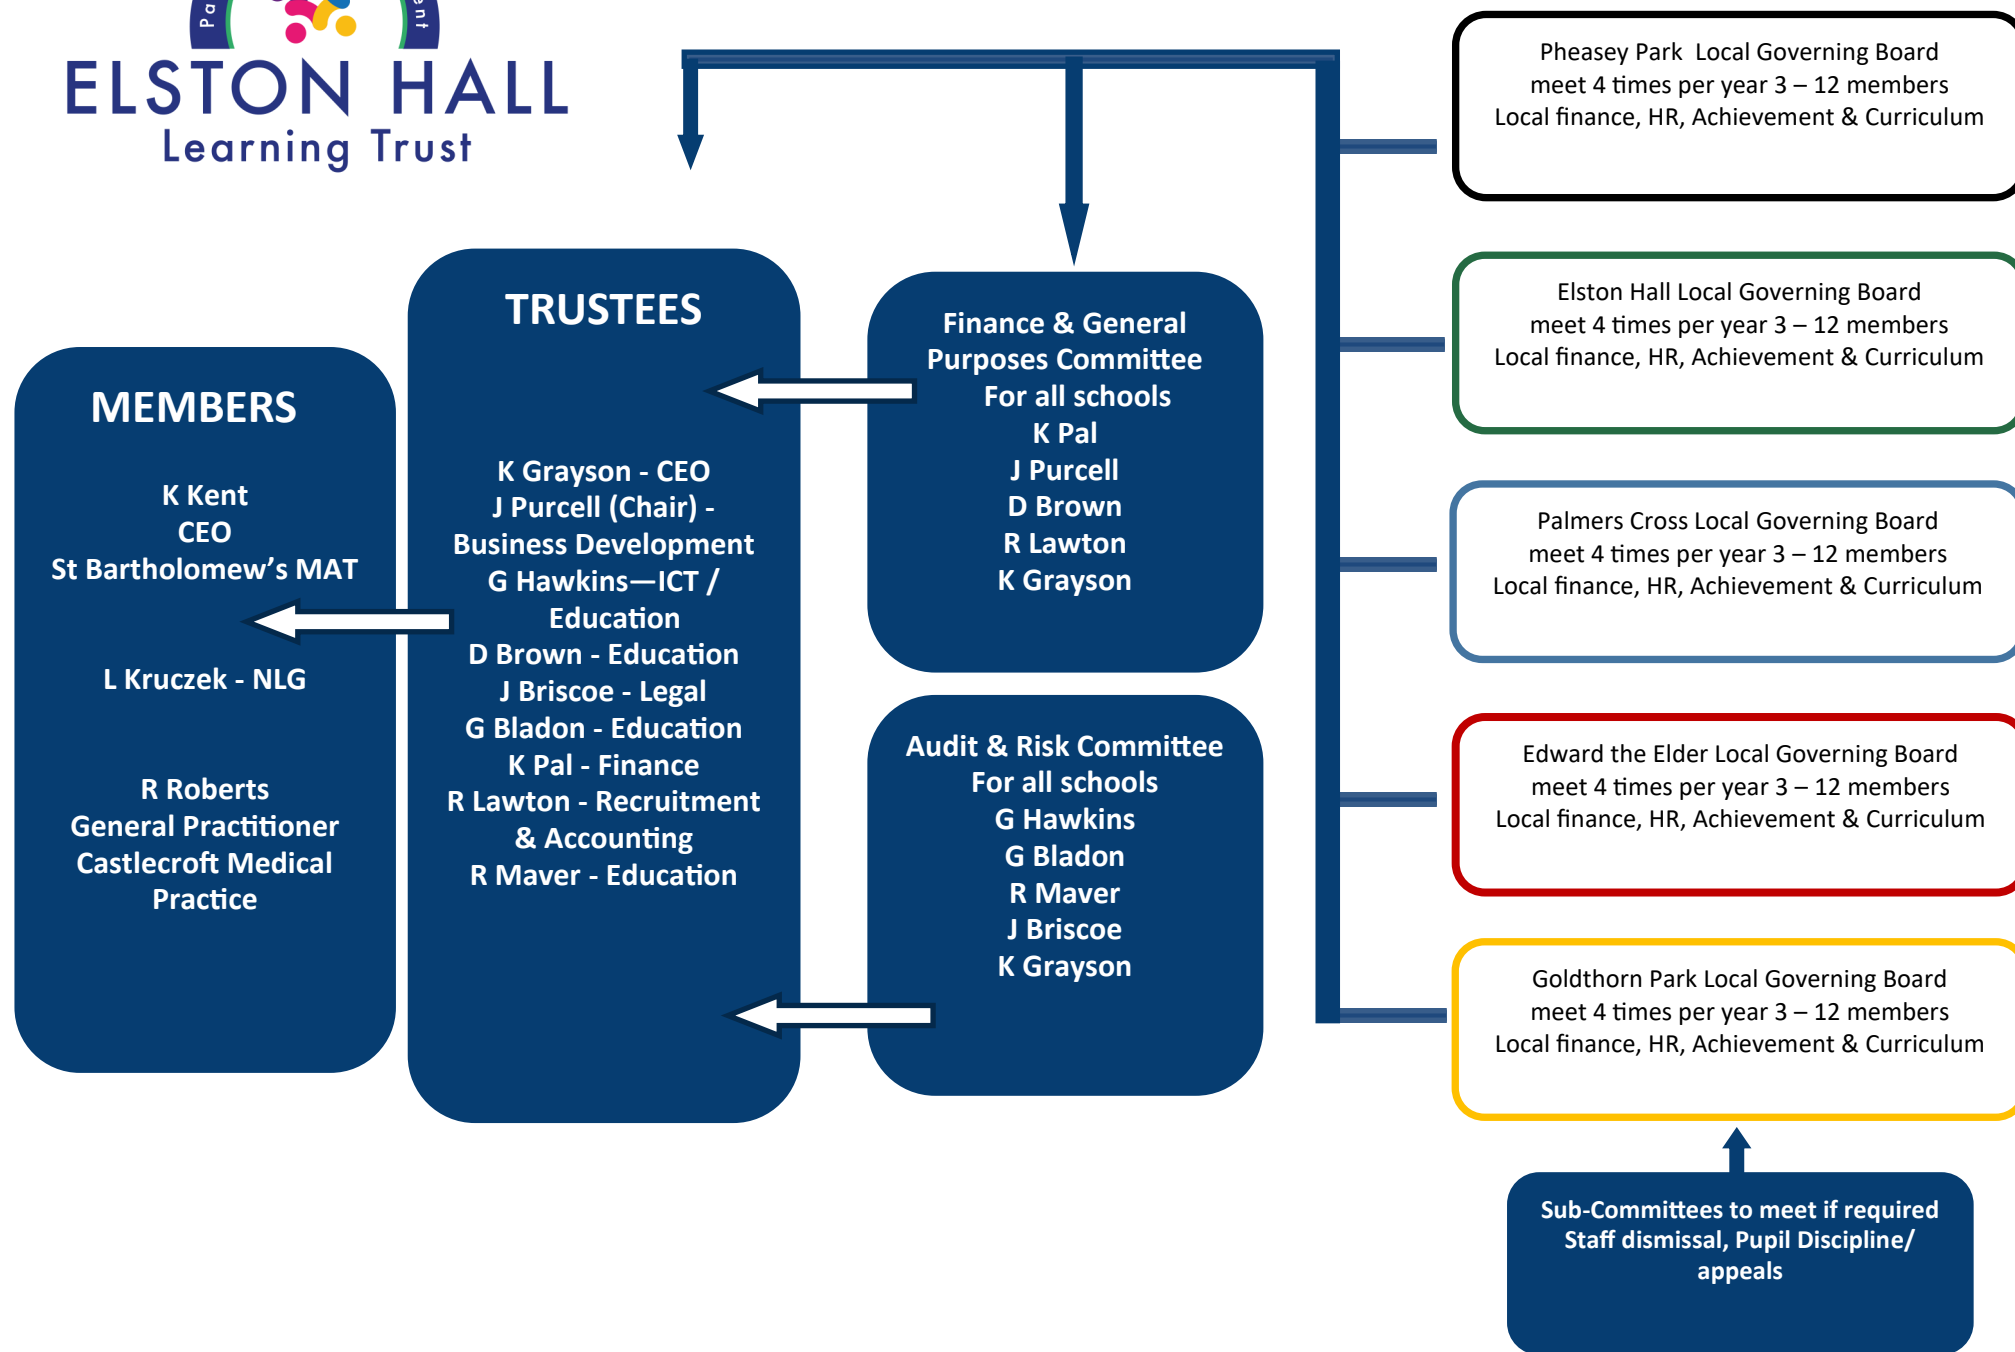 ELSTON HALL
Learning Trust
MEMBERS
K Kent
CEO
St Bartholomew’s MAT
L Kruczek - NLG
R Roberts
General Practitioner
Castlecroft Medical
Practice
TRUSTEES
K Grayson - CEO
J Purcell (Chair) -
Business Development
G Hawkins—ICT /
Education
D Brown - Education
J Briscoe - Legal
G Bladon - Education
K Pal - Finance
R Lawton - Recruitment
& Accounting
R Maver - Education
Finance & General
Purposes Committee
For all schools
K Pal
J Purcell
D Brown
R Lawton
K Grayson
Audit & Risk Committee
For all schools
G Hawkins
G Bladon
R Maver
J Briscoe
K Grayson
Pheasey Park  Local Governing Board
meet 4 times per year 3 – 12 members
Local finance, HR, Achievement & Curriculum
Elston Hall Local Governing Board
meet 4 times per year 3 – 12 members
Local finance, HR, Achievement & Curriculum
Palmers Cross Local Governing Board
meet 4 times per year 3 – 12 members
Local finance, HR, Achievement & Curriculum
Edward the Elder Local Governing Board
meet 4 times per year 3 – 12 members
Local finance, HR, Achievement & Curriculum
Goldthorn Park Local Governing Board
meet 4 times per year 3 – 12 members
Local finance, HR, Achievement & Curriculum
Sub-Committees to meet if required
Staff dismissal, Pupil Discipline/
appeals